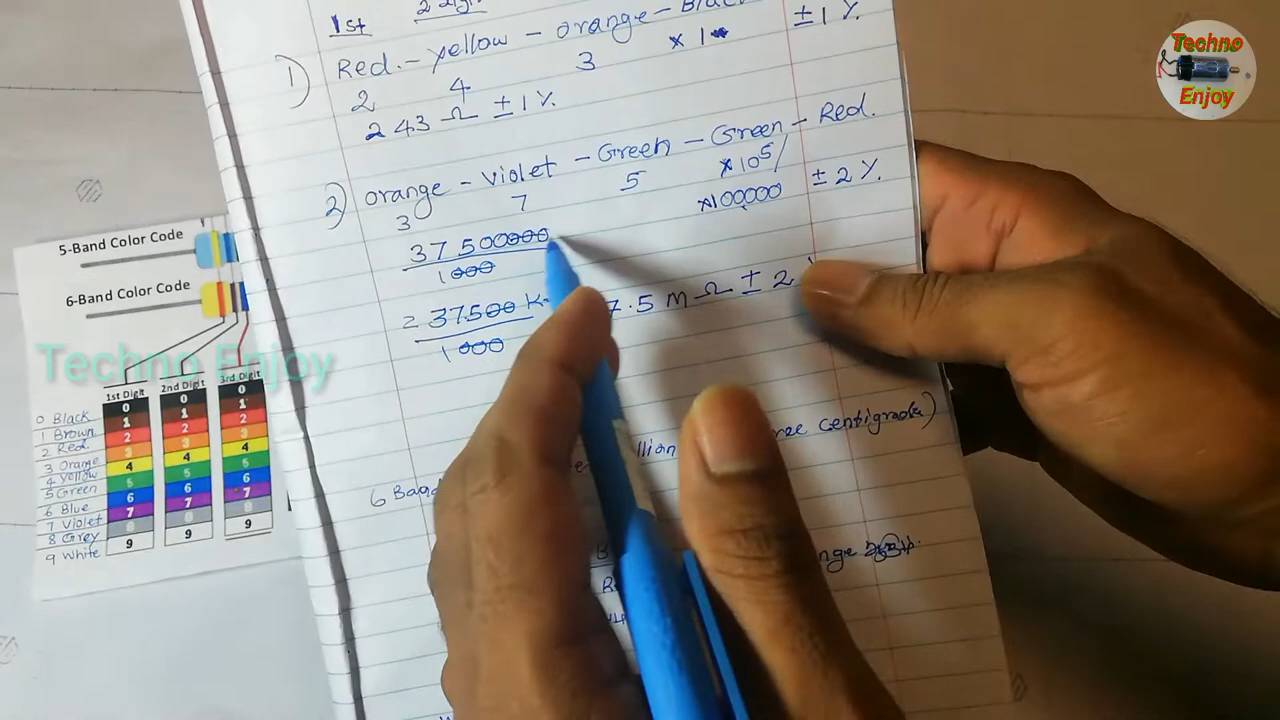 1st 2 digit
1) Red. - yellow - orange - Black
2 4 3 × 1 ±1 %.
243 Ω ±1 %.
2) orange - violet - Green - Green - Red.
3 7 5 ×10⁵/
×100000 ±2 %.
37500000
1000
= 37500 K
1000
7.5 m Ω ± 2
6 Band
llion
centigrade)
nge
Techno
Enjoy
5-Band Color Code
6-Band Color Code
Techno Enjoy
1st Digit 2nd Digit 3rd Digit
0 Black 0 0 0
1 Brown 1 1 1
2 Red 2 2 2
3 Orange 3 3 3
4 Yellow 4 4 4
5 Green 5 5 5
6 Blue 6 6 6
7 Violet 7 7 7
8 Grey 8 8 8
9 White 9 9 9